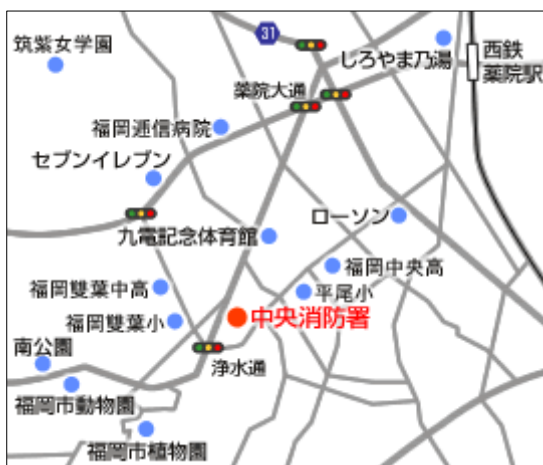 31
筑紫女学園
しろやま乃湯
西鉄
薬院駅
薬院大通
福岡逓信病院
セブンイレブン
ローソン
九電記念体育館
福岡中央高
福岡雙葉中高
平尾小
中央消防署
福岡雙葉小
南公園
浄水通
福岡市動物園
福岡市植物園